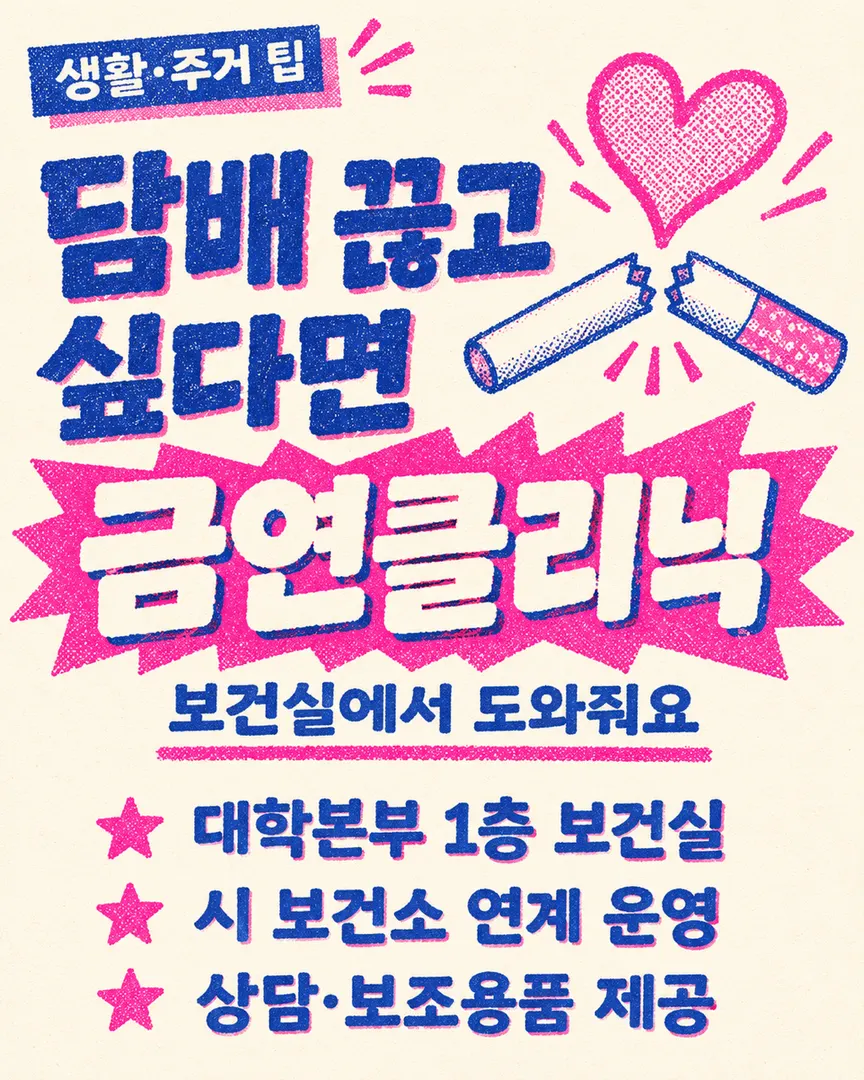 생활·주거 팁
담배 끊고
싶다면
금연클리닉
보건실에서 도와줘요
대학본부 1층 보건실
시 보건소 연계 운영
상담·보조용품 제공